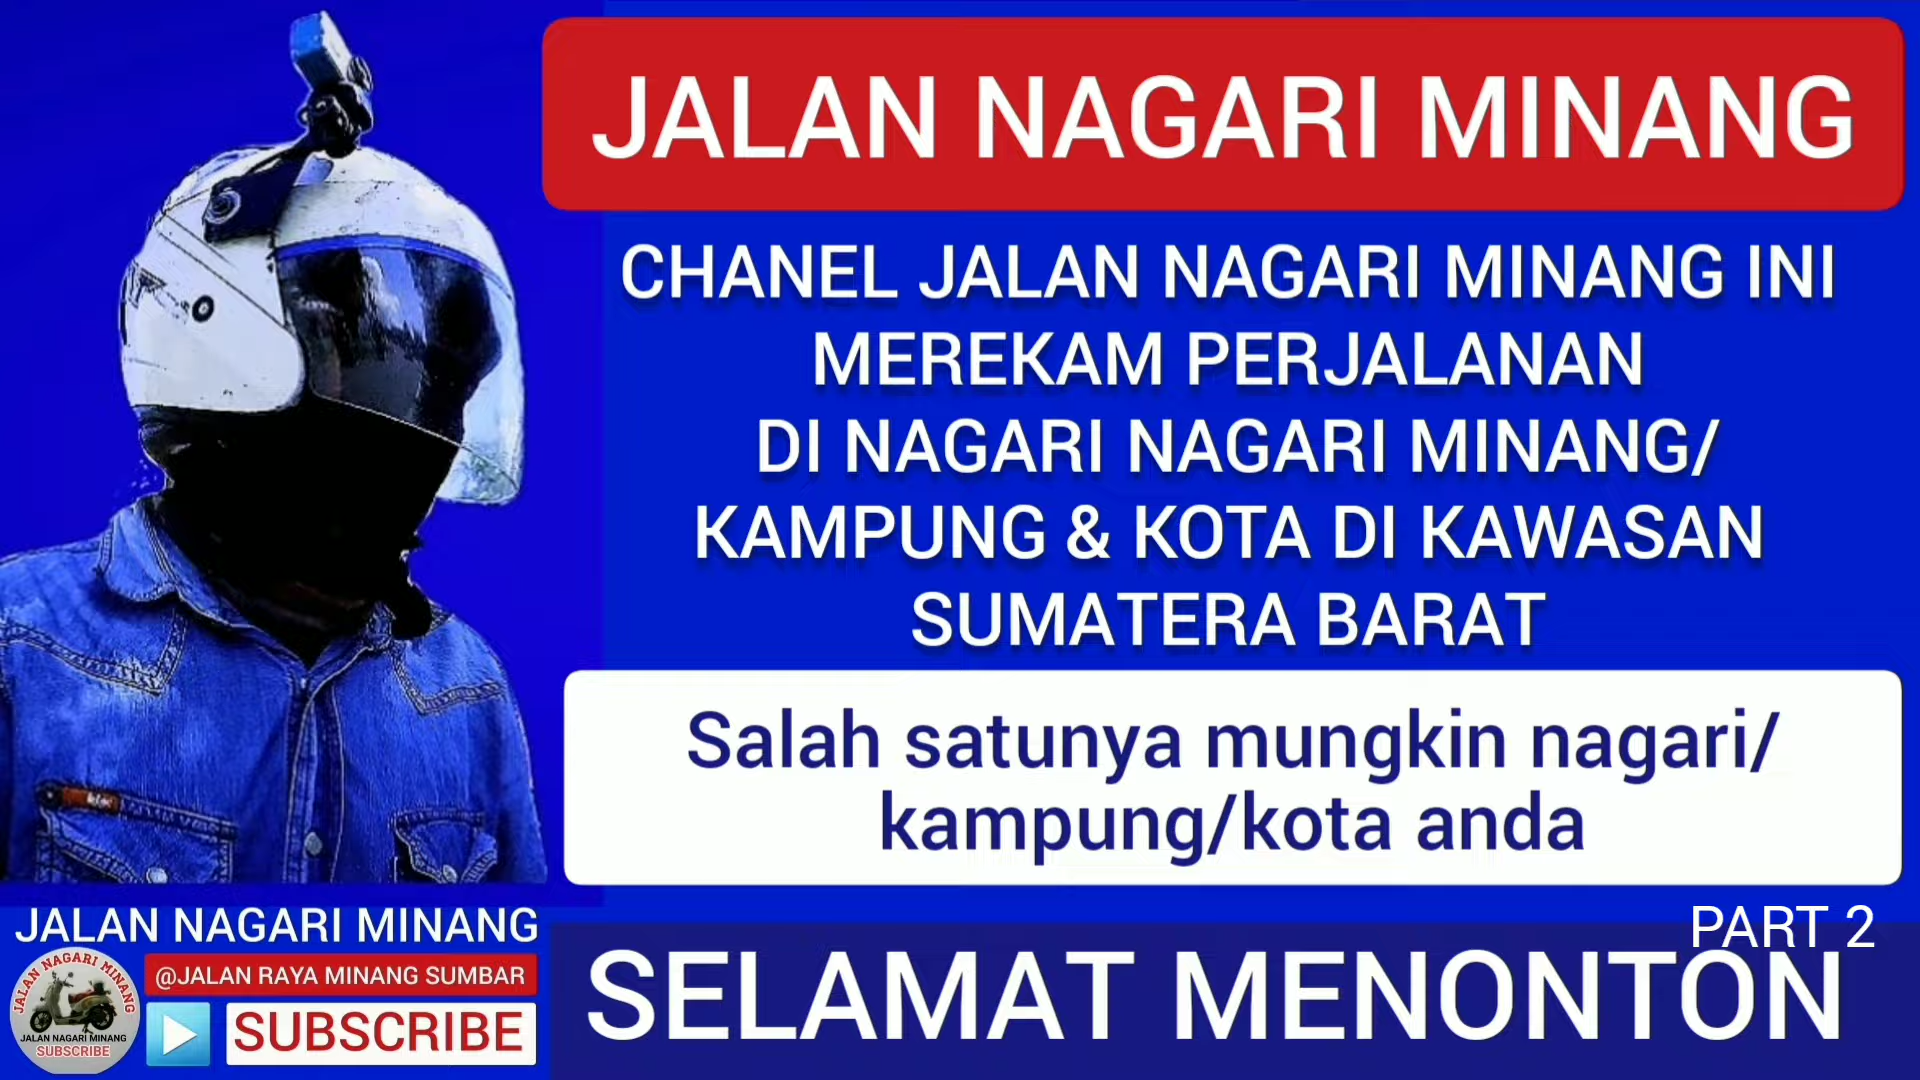 JALAN NAGARI MINANG
CHANEL JALAN NAGARI MINANG INI
MEREKAM PERJALANAN
DI NAGARI NAGARI MINANG/
KAMPUNG & KOTA DI KAWASAN
SUMATERA BARAT
Salah satunya mungkin nagari/
kampung/kota anda
JALAN NAGARI MINANG
@JALAN RAYA MINANG SUMBAR
SUBSCRIBE
JALAN NAGARI MINANG
JALAN NAGARI MINANG
SUBSCRIBE
PART 2
SELAMAT MENONTON